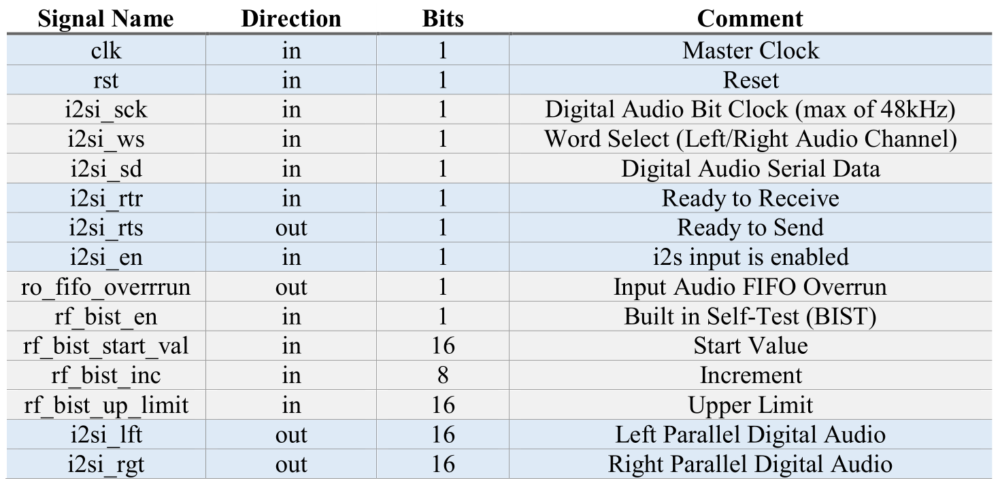 Signal Name Direction Bits Comment
clk in 1 Master Clock
rst in 1 Reset
i2si_sck in 1 Digital Audio Bit Clock (max of 48kHz)
i2si_ws in 1 Word Select (Left/Right Audio Channel)
i2si_sd in 1 Digital Audio Serial Data
i2si_rtr in 1 Ready to Receive
i2si_rts out 1 Ready to Send
i2si_en in 1 i2s input is enabled
ro_fifo_overrrun out 1 Input Audio FIFO Overrun
rf_bist_en in 1 Built in Self-Test (BIST)
rf_bist_start_val in 16 Start Value
rf_bist_inc in 8 Increment
rf_bist_up_limit in 16 Upper Limit
i2si_lft out 16 Left Parallel Digital Audio
i2si_rgt out 16 Right Parallel Digital Audio